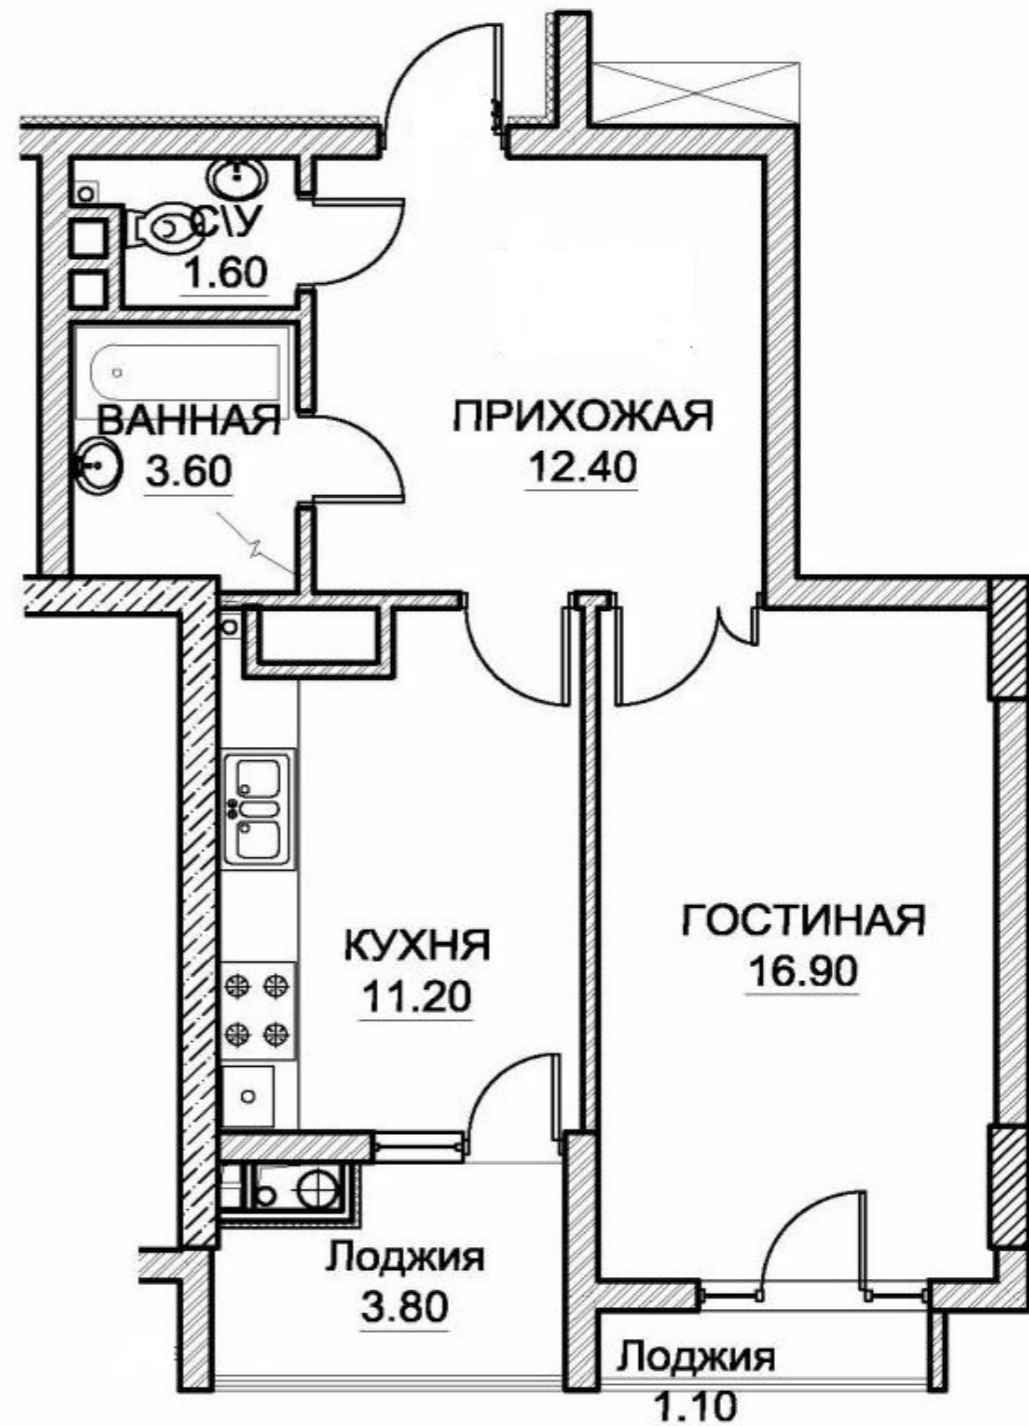 С\У
1.60
ВАННАЯ
3.60
ПРИХОЖАЯ
12.40
КУХНЯ
11.20
ГОСТИНАЯ
16.90
Лоджия
3.80
Лоджия
1.10